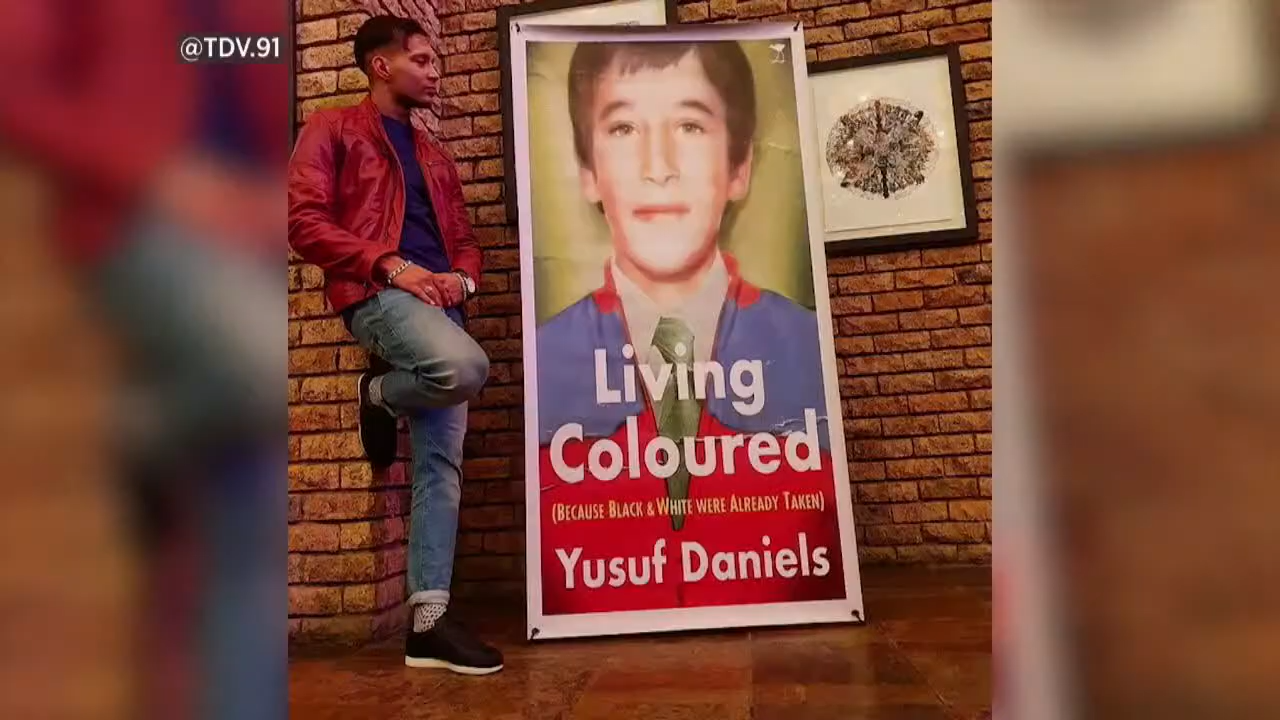 @TDV.91
Living
Coloured
(BECAUSE BLACK & WHITE WERE ALREADY TAKEN)
Yusuf Daniels